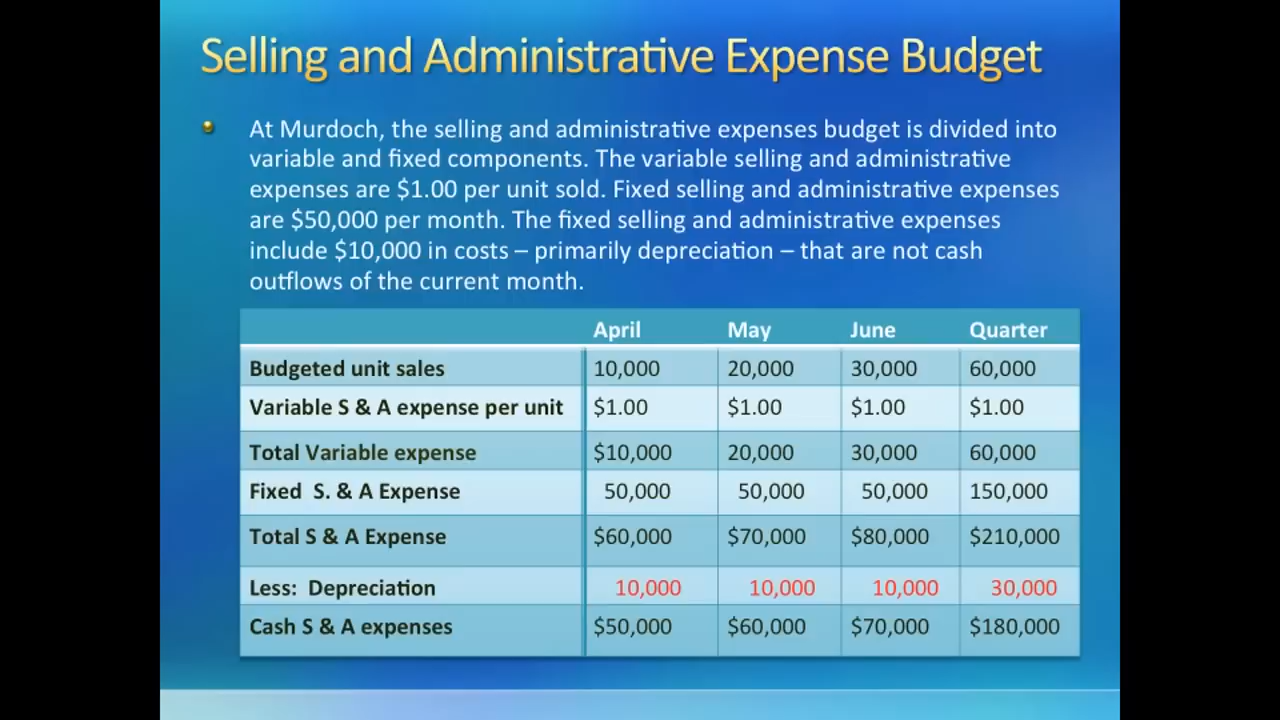 Selling and Administrative Expense Budget
At Murdoch, the selling and administrative expenses budget is divided into
variable and fixed components. The variable selling and administrative
expenses are $1.00 per unit sold. Fixed selling and administrative expenses
are $50,000 per month. The fixed selling and administrative expenses
include $10,000 in costs – primarily depreciation – that are not cash
outflows of the current month.
April May June Quarter
Budgeted unit sales 10,000 20,000 30,000 60,000
Variable S & A expense per unit $1.00 $1.00 $1.00 $1.00
Total Variable expense $10,000 20,000 30,000 60,000
Fixed S. & A Expense 50,000 50,000 50,000 150,000
Total S & A Expense $60,000 $70,000 $80,000 $210,000
Less: Depreciation 10,000 10,000 10,000 30,000
Cash S & A expenses $50,000 $60,000 $70,000 $180,000